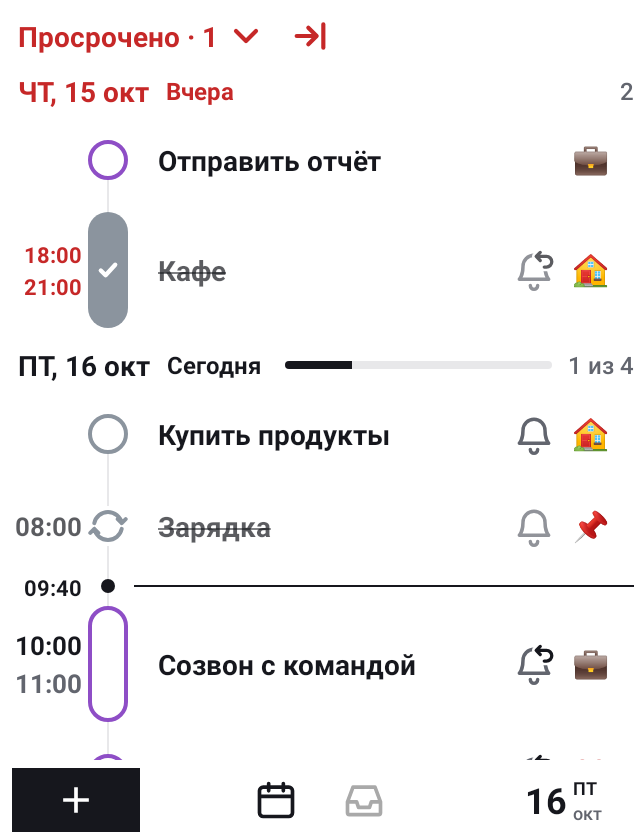 Просрочено · 1
ЧТ, 15 окт Вчера 2
Отправить отчёт
18:00
21:00
Кафе
ПТ, 16 окт Сегодня 1 из 4
Купить продукты
08:00 Зарядка
09:40
10:00
11:00
Созвон с командой
16 ПТ
окт